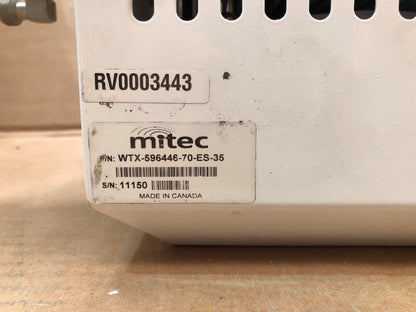 RV0003443
mitec
P/N: WTX-596446-70-ES-35
S/N: 11150
MADE IN CANADA